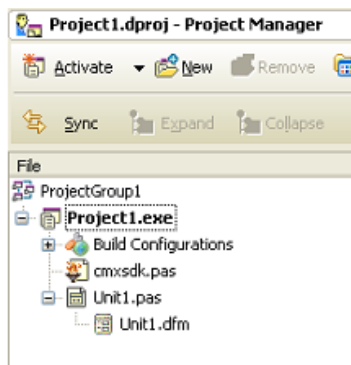 Project1.dproj - Project Manager
Activate New Remove
Sync Expand Collapse
File
ProjectGroup1
Project1.exe
Build Configurations
cmxsdk.pas
Unit1.pas
Unit1.dfm